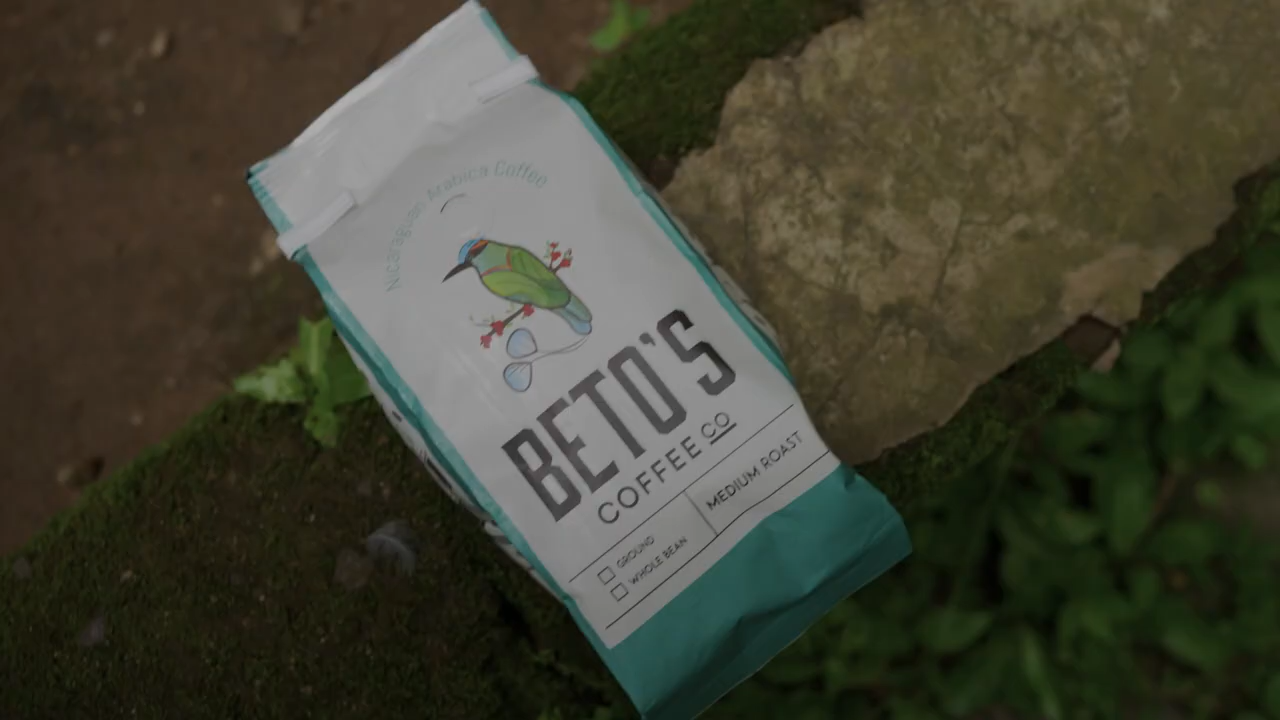 Nicaraguan Arabica Coffee
BETO'S
COFFEE CO
GROUND
WHOLE BEAN
MEDIUM ROAST